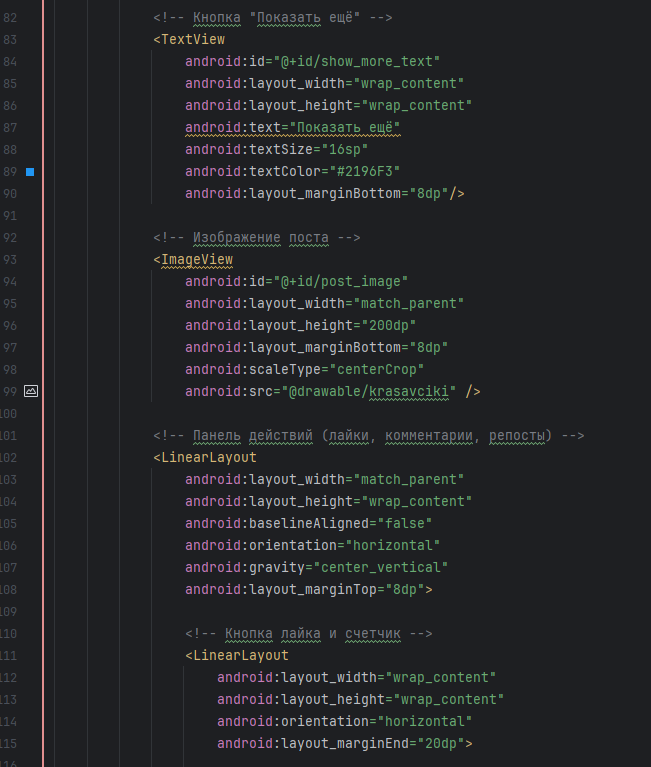 82 <!-- Кнопка "Показать ещё" -->
83 <TextView
84 android:id="@+id/show_more_text"
85 android:layout_width="wrap_content"
86 android:layout_height="wrap_content"
87 android:text="Показать ещё"
88 android:textSize="16sp"
89 android:textColor="#2196F3"
90 android:layout_marginBottom="8dp"/>
91
92 <!-- Изображение поста -->
93 <ImageView
94 android:id="@+id/post_image"
95 android:layout_width="match_parent"
96 android:layout_height="200dp"
97 android:layout_marginBottom="8dp"
98 android:scaleType="centerCrop"
99 android:src="@drawable/krasavciki" />
100
101 <!-- Панель действий (лайки, комментарии, репосты) -->
102 <LinearLayout
103 android:layout_width="match_parent"
104 android:layout_height="wrap_content"
105 android:baselineAligned="false"
106 android:orientation="horizontal"
107 android:gravity="center_vertical"
108 android:layout_marginTop="8dp">
109
110 <!-- Кнопка лайка и счетчик -->
111 <LinearLayout
112 android:layout_width="wrap_content"
113 android:layout_height="wrap_content"
114 android:orientation="horizontal"
115 android:layout_marginEnd="20dp">
116